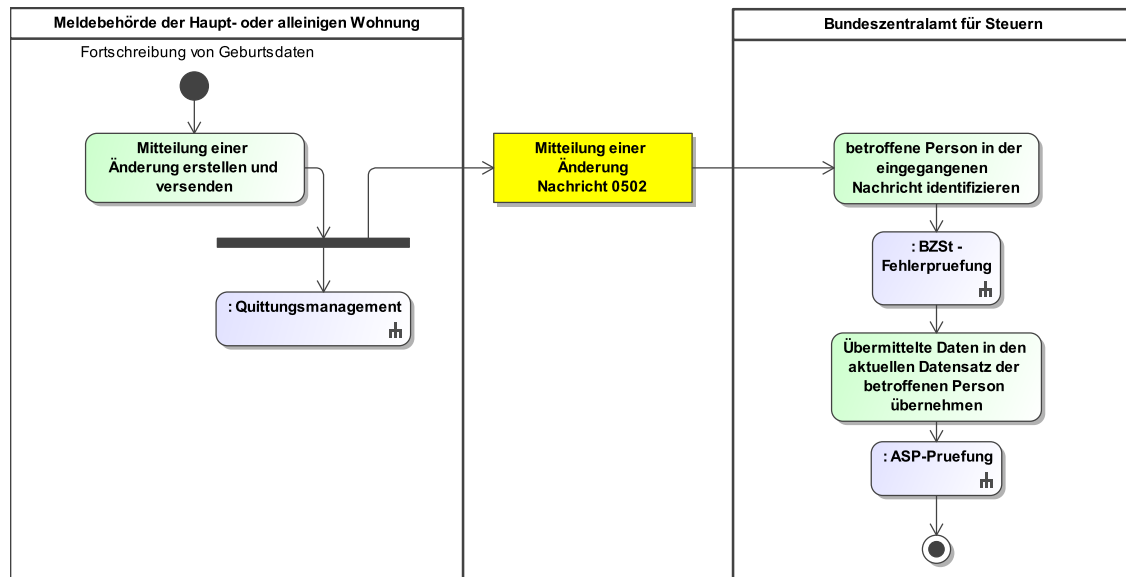 Meldebehörde der Haupt- oder alleinigen Wohnung
Fortschreibung von Geburtsdaten
Mitteilung einer
Änderung erstellen und
versenden
: Quittungsmanagement
Mitteilung einer
Änderung
Nachricht 0502
Bundeszentralamt für Steuern
betroffene Person in der
eingegangenen
Nachricht identifizieren
: BZSt -
Fehlerpruefung
Übermittelte Daten in den
aktuellen Datensatz der
betroffenen Person
übernehmen
: ASP-Pruefung